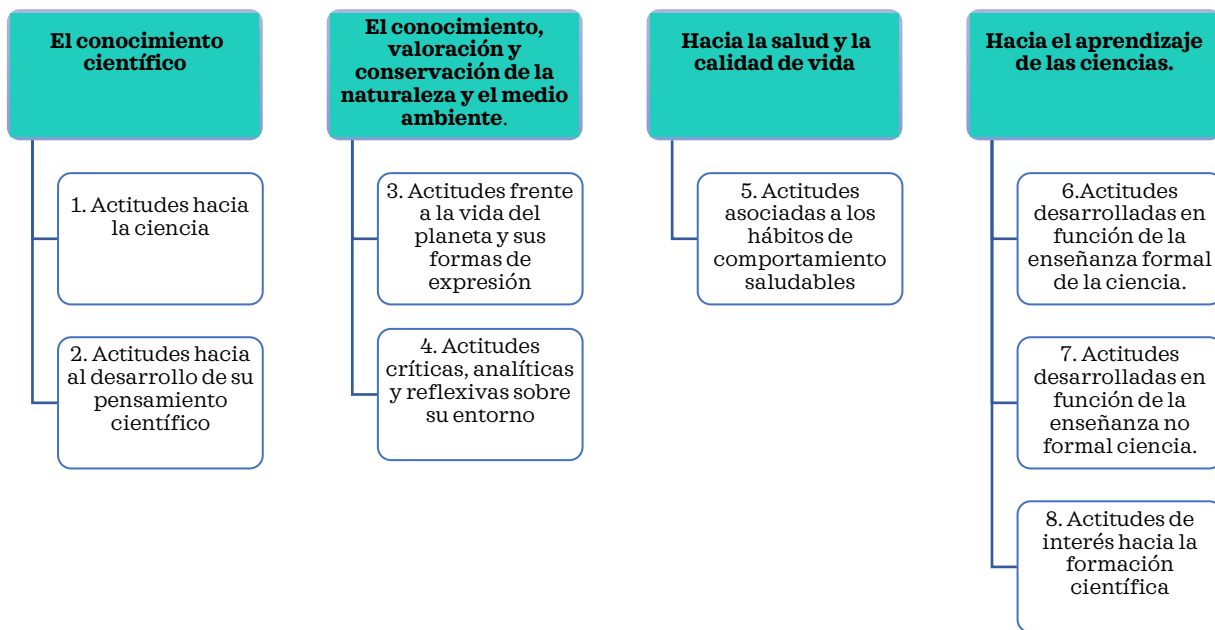 El conocimiento
científico
1. Actitudes hacia
la ciencia
2. Actitudes hacia
al desarrollo de su
pensamiento
científico
El conocimiento,
valoración y
conservación de la
naturaleza y el medio
ambiente.
3. Actitudes frente
a la vida del
planeta y sus
formas de
expresión
4. Actitudes
críticas, analíticas
y reflexivas sobre
su entorno
Hacia la salud y la
calidad de vida
5. Actitudes
asociadas a los
hábitos de
comportamiento
saludables
Hacia el aprendizaje
de las ciencias.
6.Actitudes
desarrolladas en
función de la
enseñanza formal
de la ciencia.
7. Actitudes
desarrolladas en
función de la
enseñanza no
formal ciencia.
8. Actitudes de
interés hacia la
formación
científica